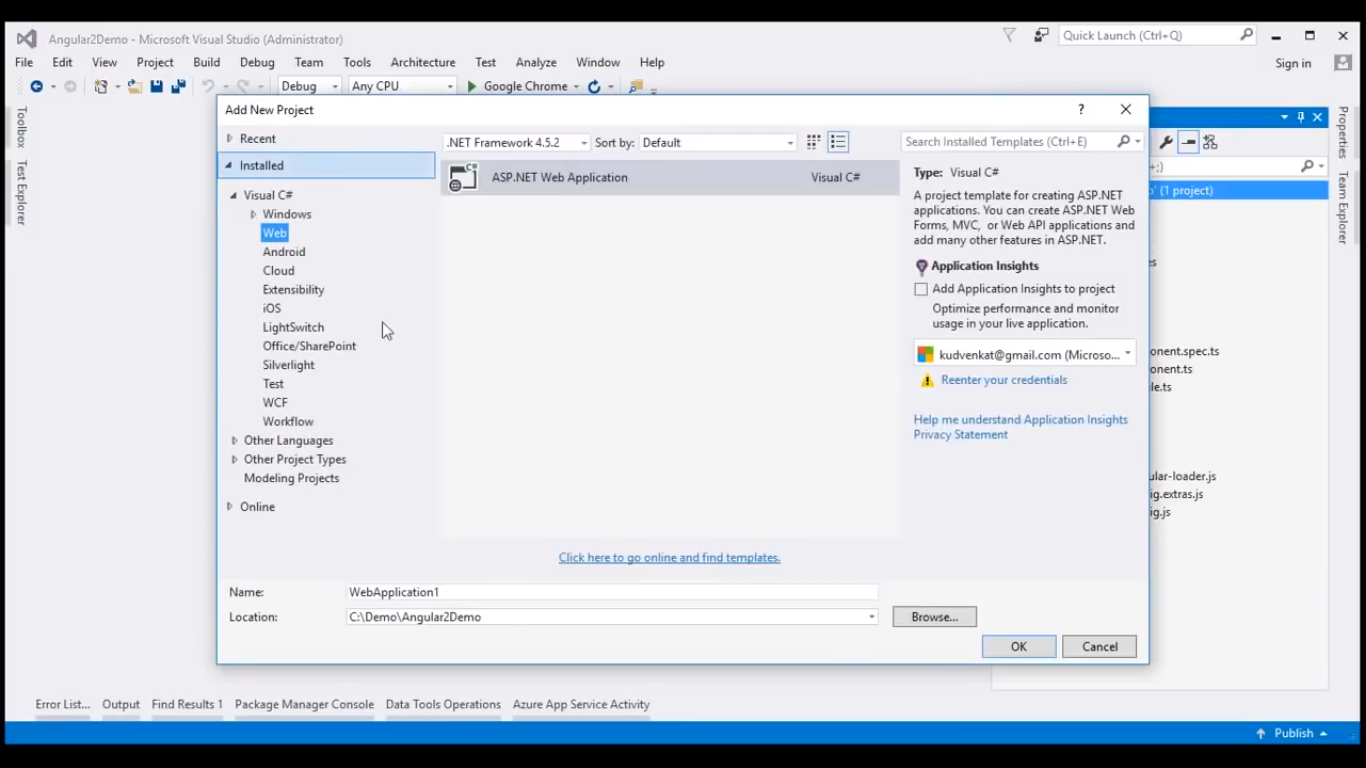 Angular2Demo - Microsoft Visual Studio (Administrator)
Quick Launch (Ctrl+Q)
File Edit View Project Build Debug Team Tools Architecture Test Analyze Window Help
Sign in
Debug Any CPU Google Chrome
Toolbox
Test Explorer
Add New Project
?
Recent
Installed
Visual C#
Windows
Web
Android
Cloud
Extensibility
iOS
LightSwitch
Office/SharePoint
Silverlight
Test
WCF
Workflow
Other Languages
Other Project Types
Modeling Projects
Online
.NET Framework 4.5.2 Sort by: Default
ASP.NET Web Application Visual C#
Click here to go online and find templates.
Search Installed Templates (Ctrl+E)
Type: Visual C#
A project template for creating ASP.NET
applications. You can create ASP.NET Web
Forms, MVC, or Web API applications and
add many other features in ASP.NET.
Application Insights
Add Application Insights to project
Optimize performance and monitor
usage in your live application.
kudvenkat@gmail.com (Microso...
Reenter your credentials
Help me understand Application Insights
Privacy Statement
Name: WebApplication1
Location: C:\Demo\Angular2Demo
Browse...
OK Cancel
+;)
' (1 project)
es
onent.spec.ts
onent.ts
le.ts
ular-loader.js
ig.extras.js
ig.js
Properties
Team Explorer
Error List... Output Find Results 1 Package Manager Console Data Tools Operations Azure App Service Activity
Publish